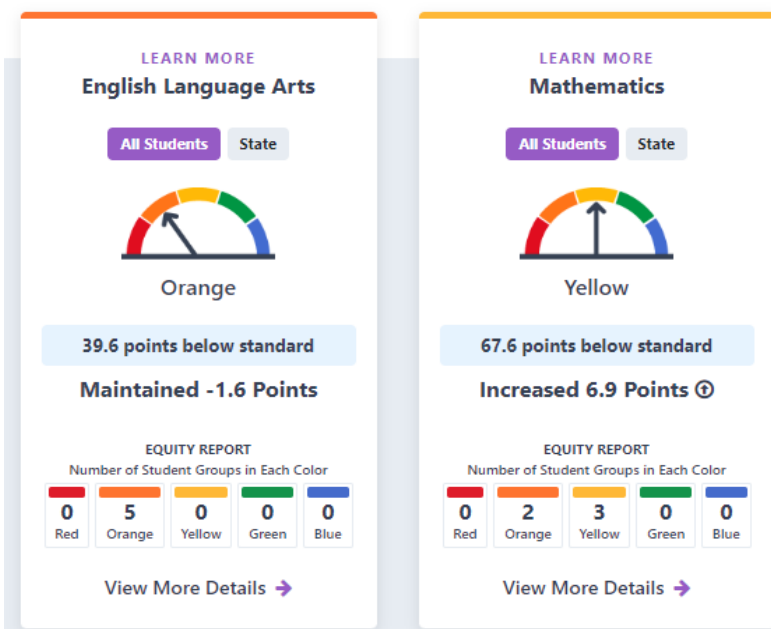 LEARN MORE
English Language Arts
All Students State
Orange
39.6 points below standard
Maintained -1.6 Points
EQUITY REPORT
Number of Student Groups in Each Color
0 5 0 0 0
Red Orange Yellow Green Blue
View More Details
LEARN MORE
Mathematics
All Students State
Yellow
67.6 points below standard
Increased 6.9 Points
EQUITY REPORT
Number of Student Groups in Each Color
0 2 3 0 0
Red Orange Yellow Green Blue
View More Details